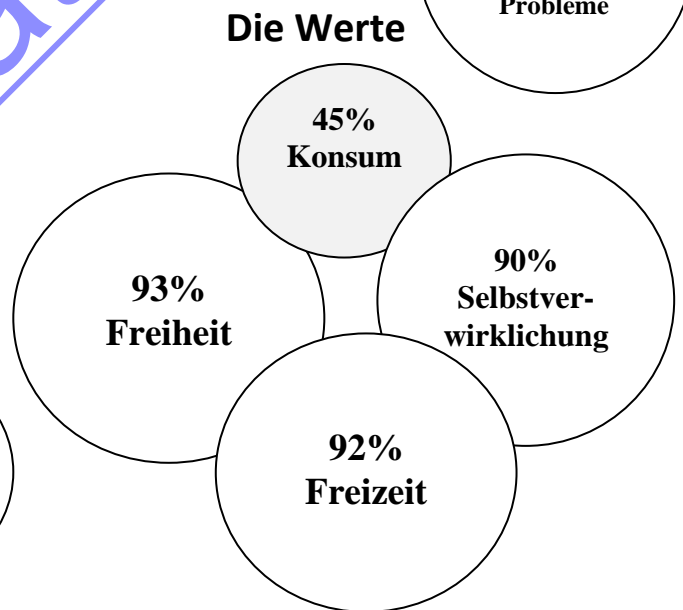 Probleme
Die Werte
45%
Konsum
93%
Freiheit
90%
Selbstver-
wirklichung
92%
Freizeit